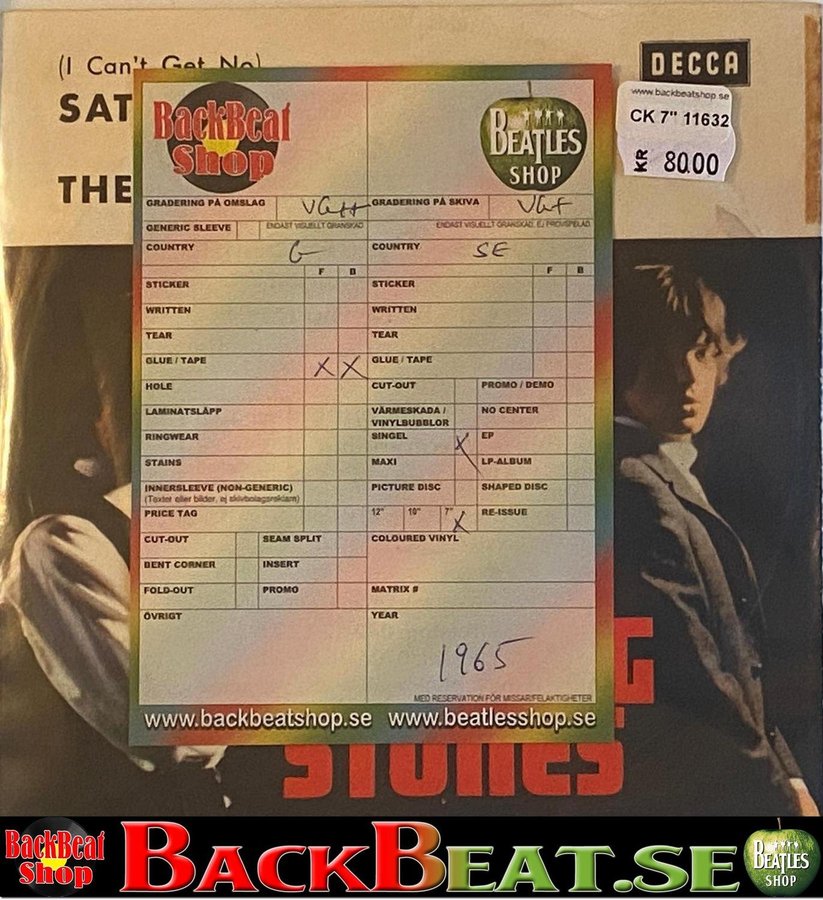 (I Can't Get No)
DECCA
SAT
THE
www.backbeatshop.se
CK 7" 11632
KR 80.00
BackBeat Shop
BEATLES SHOP
GRADERING PÅ OMSLAG VG++ GRADERING PÅ SKIVA VG+
GENERIC SLEEVE ENDAST VISUELLT GRANSKAD ENDAST VISUELLT GRANSKAD, EJ PROVSPELAD
COUNTRY G COUNTRY SE
F B F B
STICKER STICKER
WRITTEN WRITTEN
TEAR TEAR
GLUE / TAPE X X GLUE / TAPE
HOLE CUT-OUT PROMO / DEMO
LAMINATSLÄPP VÄRMESKADA / VINYLBUBBLOR NO CENTER
RINGWEAR SINGEL X EP
STAINS MAXI LP-ALBUM
INNERSLEEVE (NON-GENERIC) PICTURE DISC SHAPED DISC
(Texter eller bilder, ej skivbolagsreklam)
PRICE TAG 12" 10" 7" X RE-ISSUE
CUT-OUT SEAM SPLIT COLOURED VINYL
BENT CORNER INSERT
FOLD-OUT PROMO MATRIX #
ÖVRIGT YEAR
1965
MED RESERVATION FÖR MISSAR/FELAKTIGHETER
www.backbeatshop.se www.beatlesshop.se
G
STONES
BackBeat Shop BACKBEAT.SE BEATLES SHOP